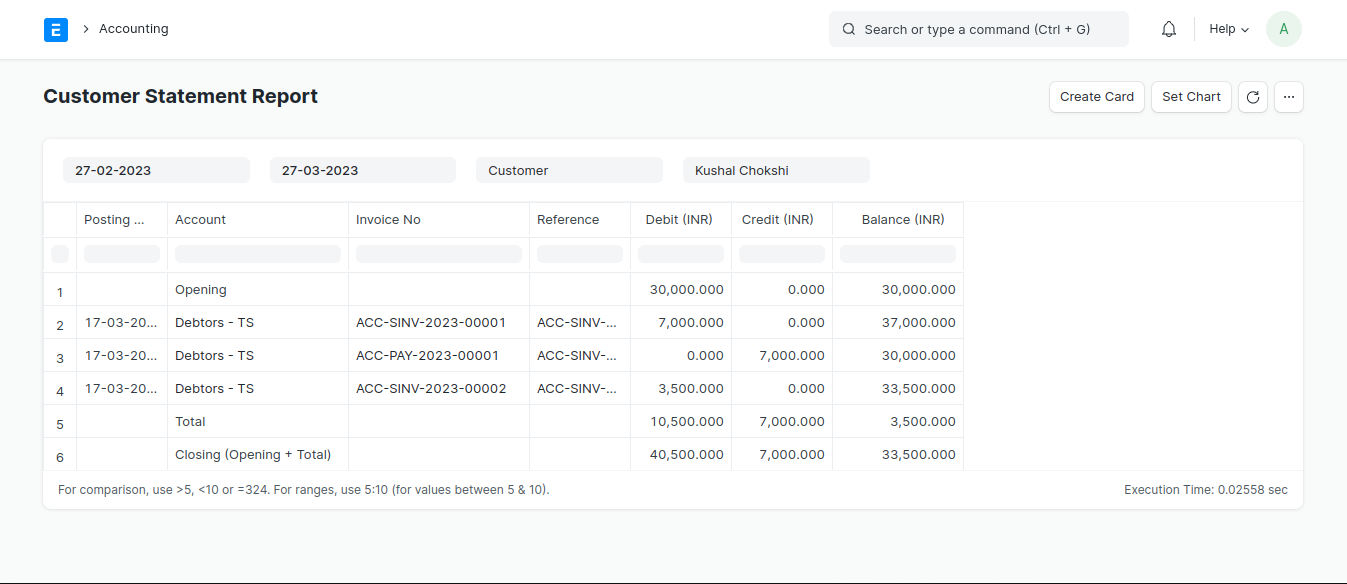 E > Accounting Search or type a command (Ctrl + G) Help A
Customer Statement Report Create Card Set Chart ...
27-02-2023 27-03-2023 Customer Kushal Chokshi
Posting ... Account Invoice No Reference Debit (INR) Credit (INR) Balance (INR)
1 Opening 30,000.000 0.000 30,000.000
2 17-03-20... Debtors - TS ACC-SINV-2023-00001 ACC-SINV-... 7,000.000 0.000 37,000.000
3 17-03-20... Debtors - TS ACC-PAY-2023-00001 ACC-SINV-... 0.000 7,000.000 30,000.000
4 17-03-20... Debtors - TS ACC-SINV-2023-00002 ACC-SINV-... 3,500.000 0.000 33,500.000
5 Total 10,500.000 7,000.000 3,500.000
6 Closing (Opening + Total) 40,500.000 7,000.000 33,500.000
For comparison, use >5, <10 or =324. For ranges, use 5:10 (for values between 5 & 10). Execution Time: 0.02558 sec